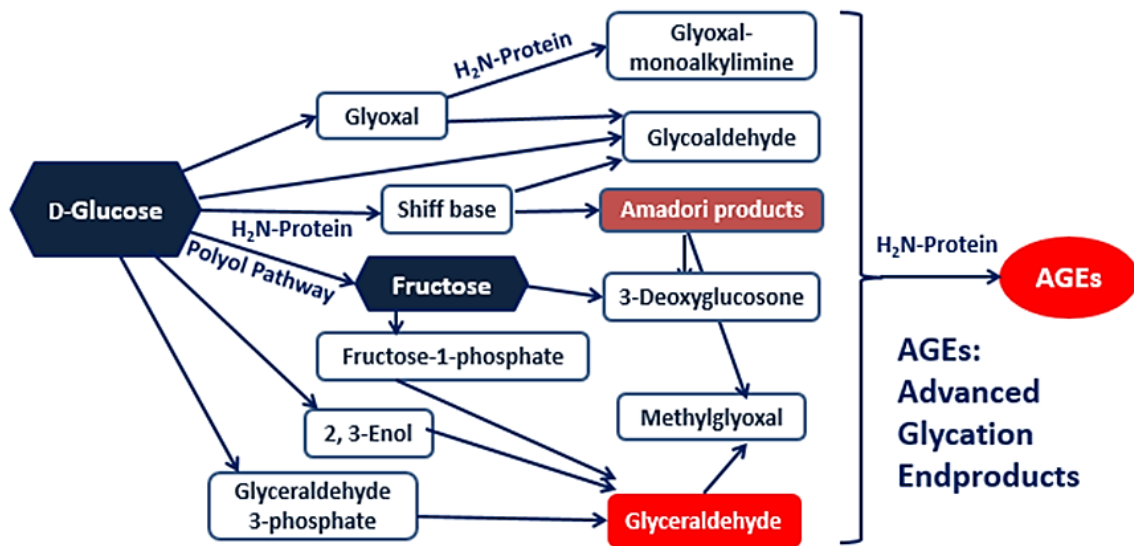 Glyoxal-
monoalkylimine
H₂N-Protein
Glyoxal
Glycoaldehyde
D-Glucose
Shiff base
Amadori products
H₂N-Protein
H₂N-Protein
Polyol Pathway
AGEs
Fructose
3-Deoxyglucosone
Fructose-1-phosphate
AGEs:
Advanced
Glycation
Endproducts
Methylglyoxal
2, 3-Enol
Glyceraldehyde
3-phosphate
Glyceraldehyde